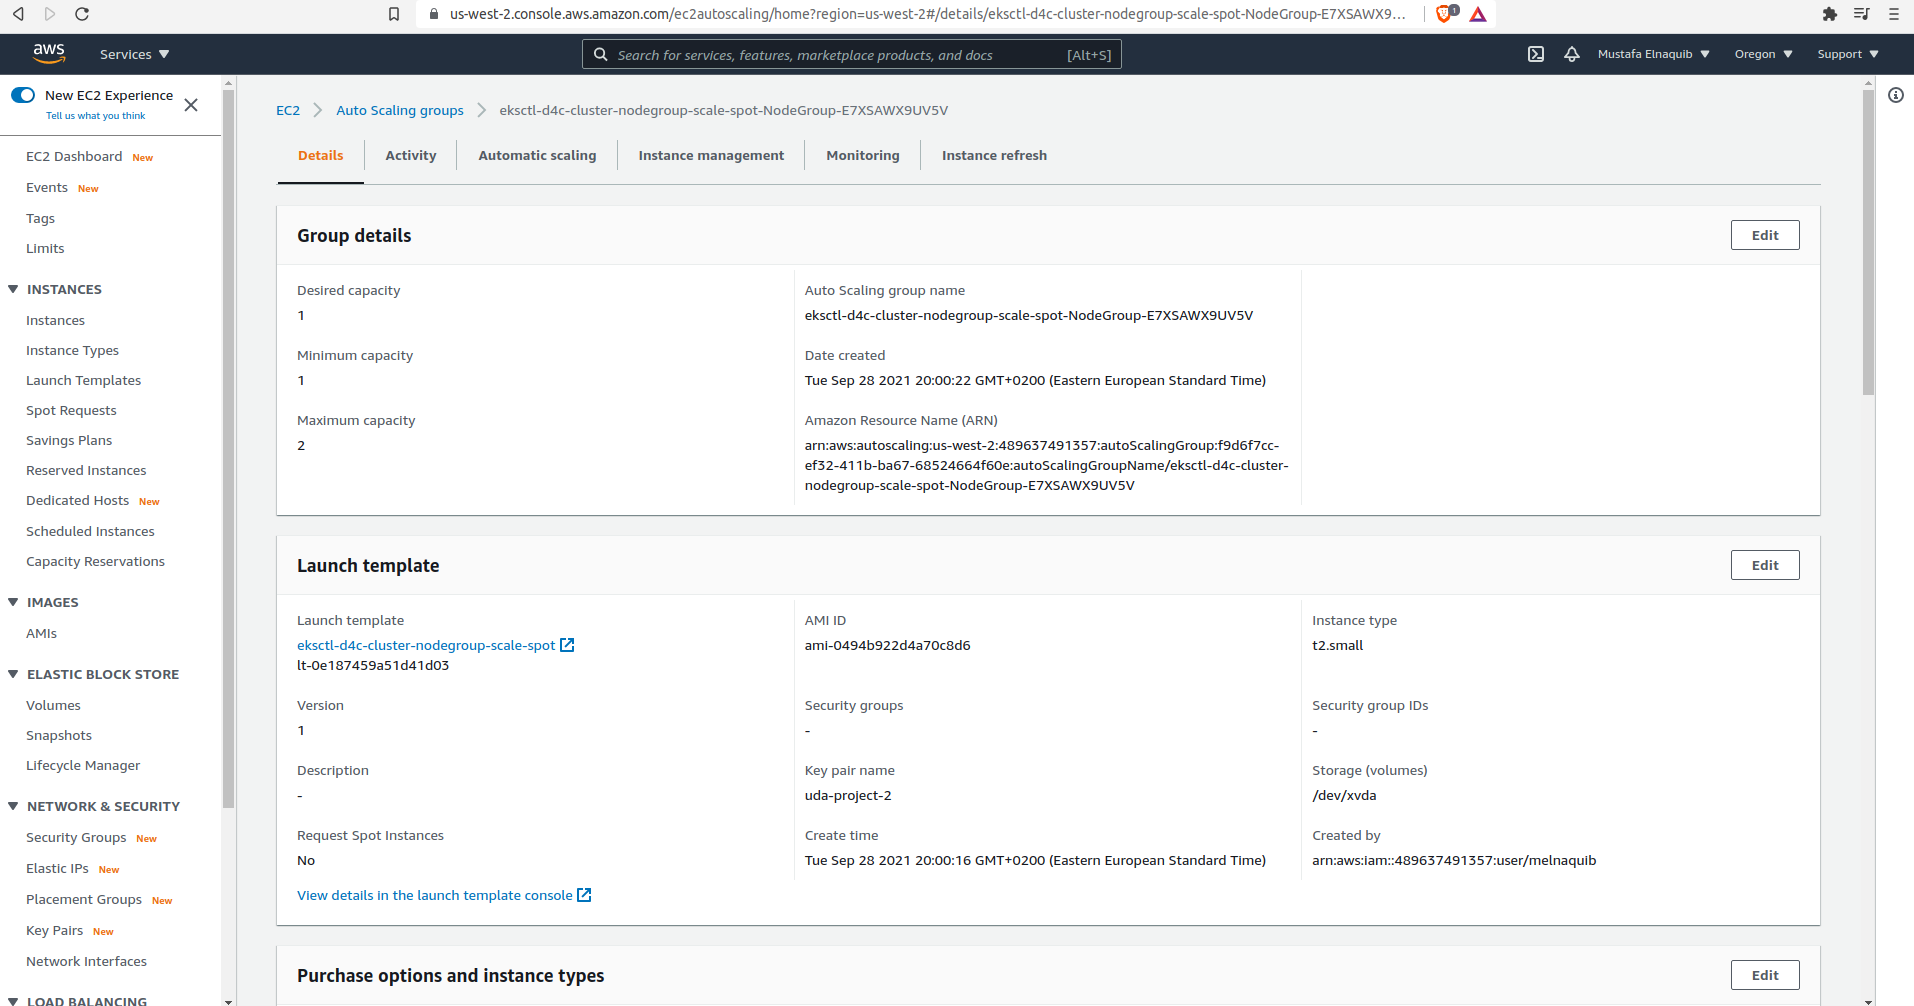 us-west-2.console.aws.amazon.com/ec2autoscaling/home?region=us-west-2#/details/eksctl-d4c-cluster-nodegroup-scale-spot-NodeGroup-E7XSAWX9...
1
aws
Services
Search for services, features, marketplace products, and docs
[Alt+S]
Mustafa Elnaquib
Oregon
Support
New EC2 Experience
Tell us what you think
EC2 Dashboard New
Events New
Tags
Limits
INSTANCES
Instances
Instance Types
Launch Templates
Spot Requests
Savings Plans
Reserved Instances
Dedicated Hosts New
Scheduled Instances
Capacity Reservations
IMAGES
AMIs
ELASTIC BLOCK STORE
Volumes
Snapshots
Lifecycle Manager
NETWORK & SECURITY
Security Groups New
Elastic IPs New
Placement Groups New
Key Pairs New
Network Interfaces
LOAD BALANCING
EC2
Auto Scaling groups
eksctl-d4c-cluster-nodegroup-scale-spot-NodeGroup-E7XSAWX9UV5V
Details
Activity
Automatic scaling
Instance management
Monitoring
Instance refresh
Group details
Edit
Desired capacity
1
Minimum capacity
1
Maximum capacity
2
Auto Scaling group name
eksctl-d4c-cluster-nodegroup-scale-spot-NodeGroup-E7XSAWX9UV5V
Date created
Tue Sep 28 2021 20:00:22 GMT+0200 (Eastern European Standard Time)
Amazon Resource Name (ARN)
arn:aws:autoscaling:us-west-2:489637491357:autoScalingGroup:f9d6f7cc-
ef32-411b-ba67-68524664f60e:autoScalingGroupName/eksctl-d4c-cluster-
nodegroup-scale-spot-NodeGroup-E7XSAWX9UV5V
Launch template
Edit
Launch template
eksctl-d4c-cluster-nodegroup-scale-spot
lt-0e187459a51d41d03
Version
1
Description
-
Request Spot Instances
No
AMI ID
ami-0494b922d4a70c8d6
Security groups
-
Key pair name
uda-project-2
Create time
Tue Sep 28 2021 20:00:16 GMT+0200 (Eastern European Standard Time)
Instance type
t2.small
Security group IDs
-
Storage (volumes)
/dev/xvda
Created by
arn:aws:iam::489637491357:user/melnaquib
View details in the launch template console
Purchase options and instance types
Edit